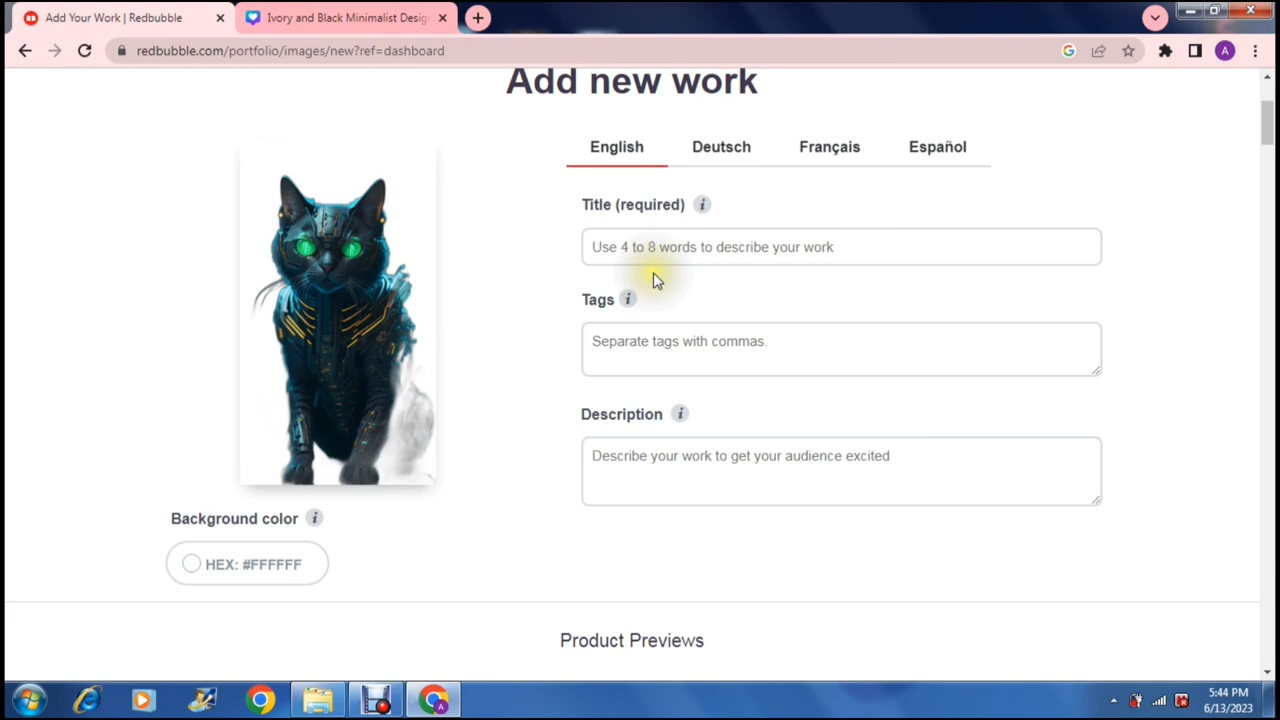 Add Your Work | Redbubble
Ivory and Black Minimalist Desig
redbubble.com/portfolio/images/new?ref=dashboard
A
Add new work
English Deutsch Français Español
Title (required) i
Use 4 to 8 words to describe your work
Tags i
Separate tags with commas.
Description i
Describe your work to get your audience excited
Background color i
HEX: #FFFFFF
Product Previews
A
5:44 PM
6/13/2023